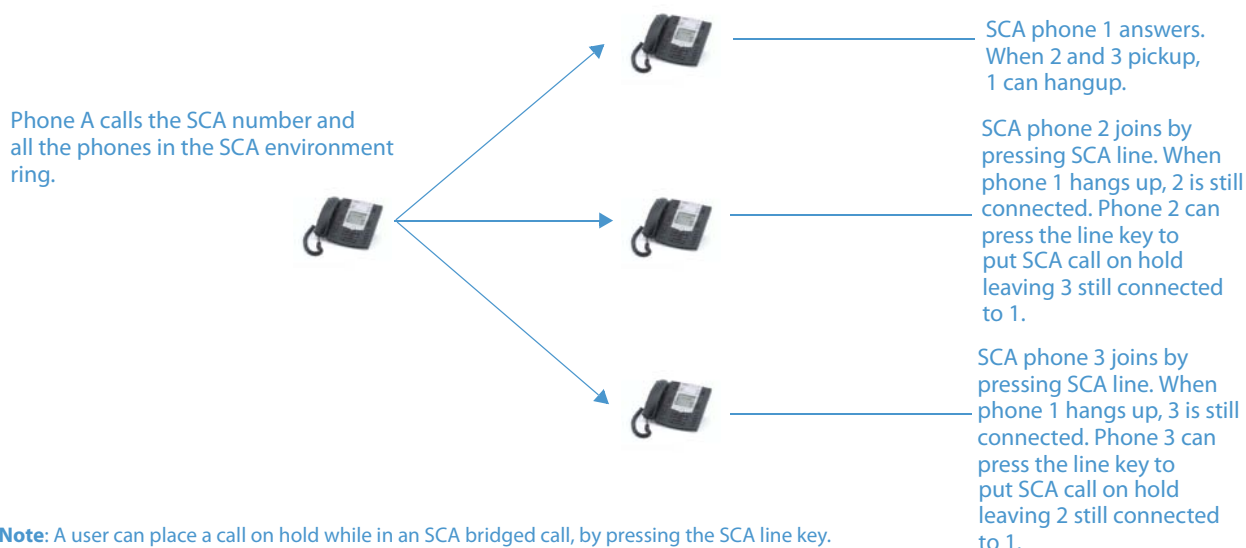 Phone A calls the SCA number and
all the phones in the SCA environment
ring.
SCA phone 1 answers.
When 2 and 3 pickup,
1 can hangup.
SCA phone 2 joins by
pressing SCA line. When
phone 1 hangs up, 2 is still
connected. Phone 2 can
press the line key to
put SCA call on hold
leaving 3 still connected
to 1.
SCA phone 3 joins by
pressing SCA line. When
phone 1 hangs up, 3 is still
connected. Phone 3 can
press the line key to
put SCA call on hold
leaving 2 still connected
to 1.
Note: A user can place a call on hold while in an SCA bridged call, by pressing the SCA line key.